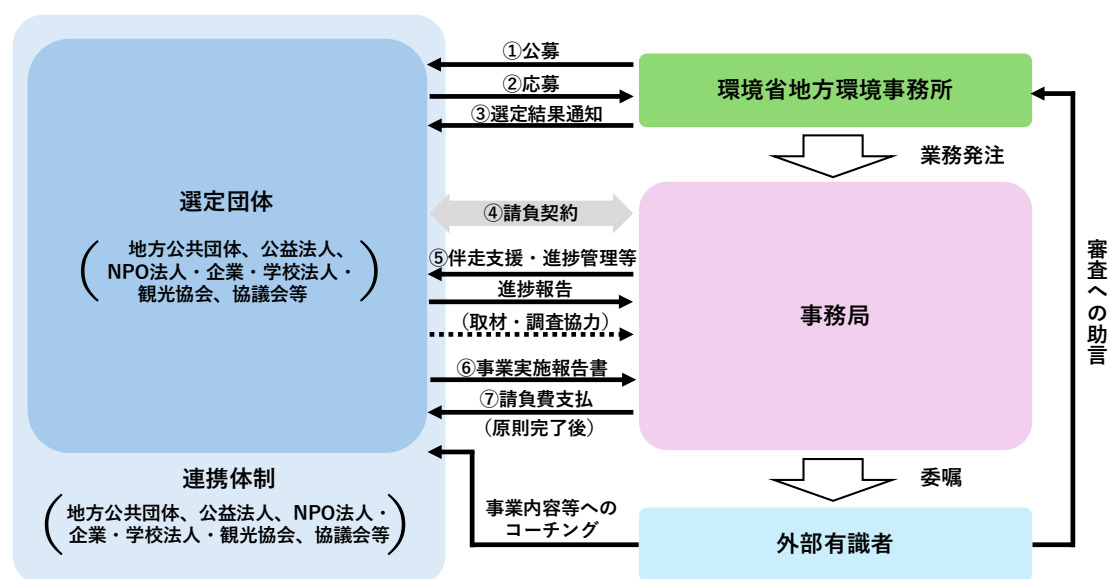 ①公募
②応募
③選定結果通知
環境省地方環境事務所
業務発注
選定団体
(地方公共団体、公益法人、
NPO法人・企業・学校法人・
観光協会、協議会等)
④請負契約
⑤伴走支援・進捗管理等
進捗報告
(取材・調査協力)
⑥事業実施報告書
⑦請負費支払
(原則完了後)
事務局
審査への助言
連携体制
(地方公共団体、公益法人、NPO法人・
企業・学校法人・観光協会、協議会等)
委嘱
事業内容等への
コーチング
外部有識者